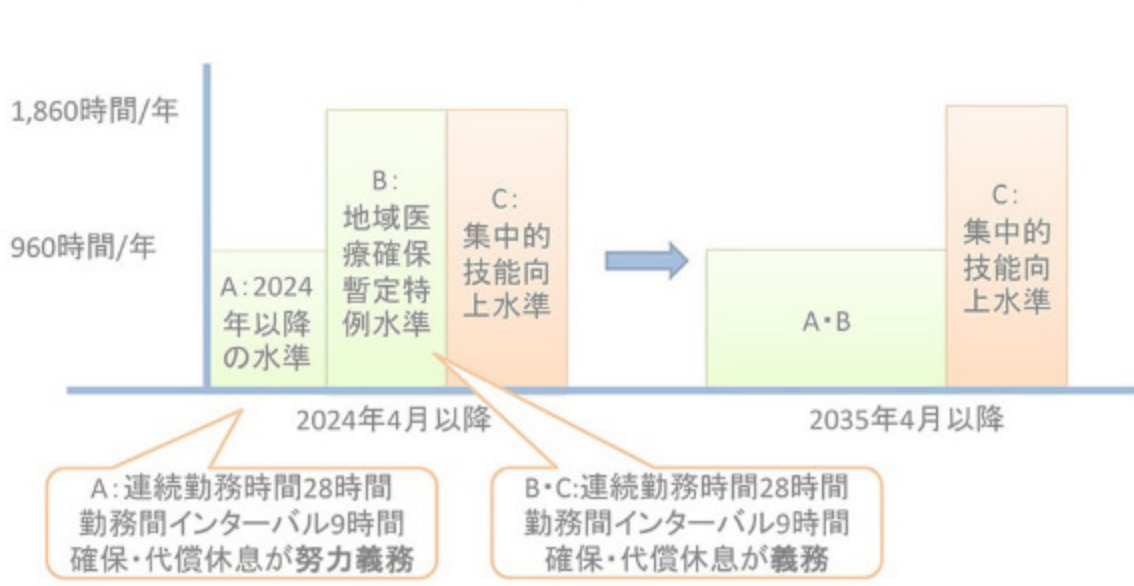 1,860時間/年
960時間/年
A:2024
年以降
の水準
B:
地域医
療確保
暫定特
例水準
C:
集中的
技能向
上水準
A・B
C:
集中的
技能向
上水準
2024年4月以降
2035年4月以降
A:連続勤務時間28時間
勤務間インターバル9時間
確保・代償休息が努力義務
B・C:連続勤務時間28時間
勤務間インターバル9時間
確保・代償休息が義務